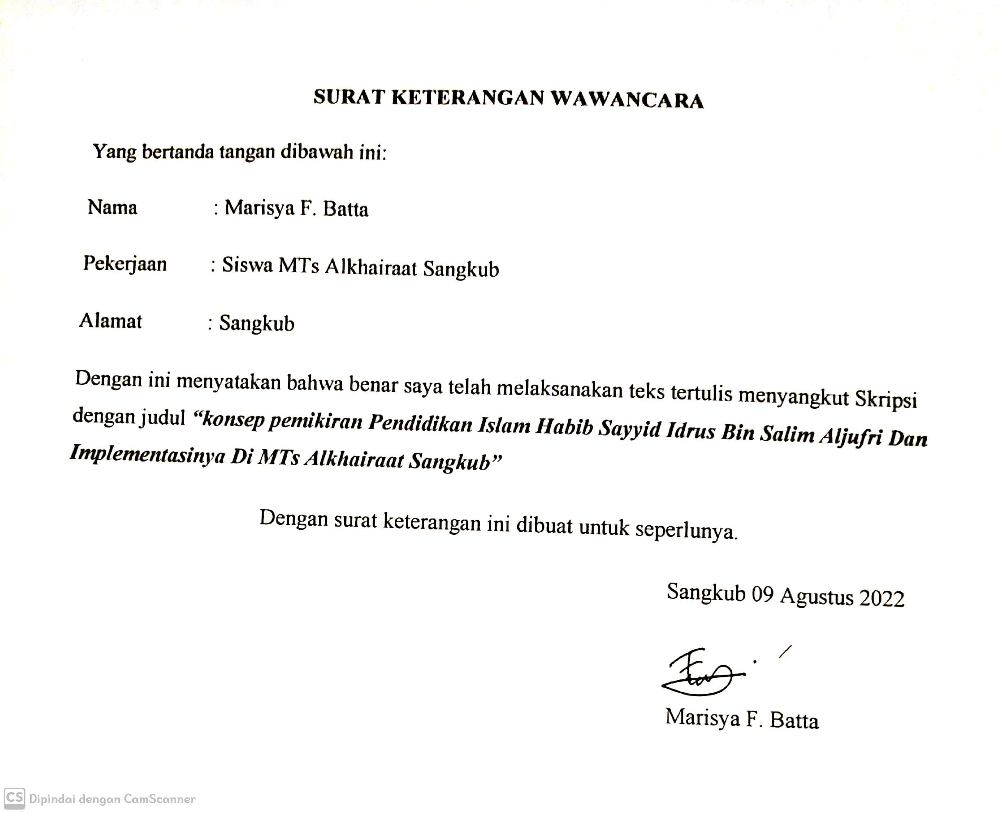 SURAT KETERANGAN WAWANCARA
Yang bertanda tangan dibawah ini:
Nama : Marisya F. Batta
Pekerjaan : Siswa MTs Alkhairaat Sangkub
Alamat : Sangkub
Dengan ini menyatakan bahwa benar saya telah melaksanakan teks tertulis menyangkut Skripsi
dengan judul “konsep pemikiran Pendidikan Islam Habib Sayyid Idrus Bin Salim Aljufri Dan
Implementasinya Di MTs Alkhairaat Sangkub”
Dengan surat keterangan ini dibuat untuk seperlunya.
Sangkub 09 Agustus 2022
Marisya F. Batta
CS Dipindai dengan CamScanner